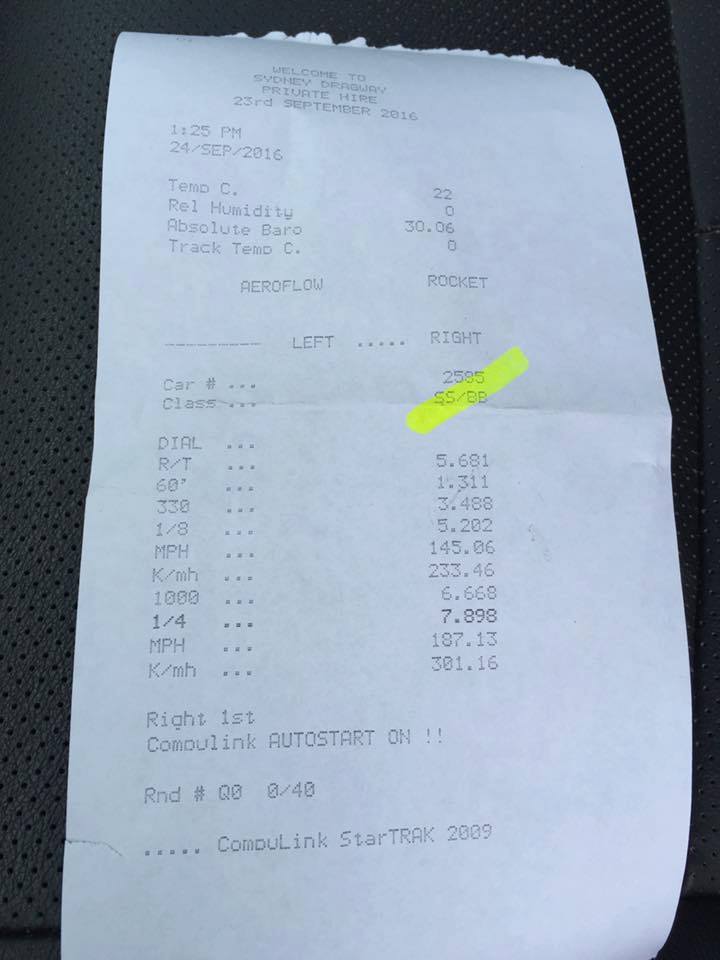 WELCOME TO
SYDNEY DRAGWAY
PRIVATE HIRE
23rd SEPTEMBER 2016
1:25 PM
24/SEP/2016
Temp C. 22
Rel Humidity 0
Absolute Baro 30.06
Track Temp C. 0
AEROFLOW ROCKET
---------- LEFT ..... RIGHT
Car # ... 2585
Class ... SS/BB
DIAL ...
R/T ... 5.681
60' ... 1.311
330 ... 3.488
1/8 ... 5.202
MPH ... 145.06
K/mh ... 233.46
1000 ... 6.668
1/4 ... 7.898
MPH ... 187.13
K/mh ... 301.16
Right 1st
Compulink AUTOSTART ON !!
Rnd # Q0 0/40
..... CompuLink StarTRAK 2009